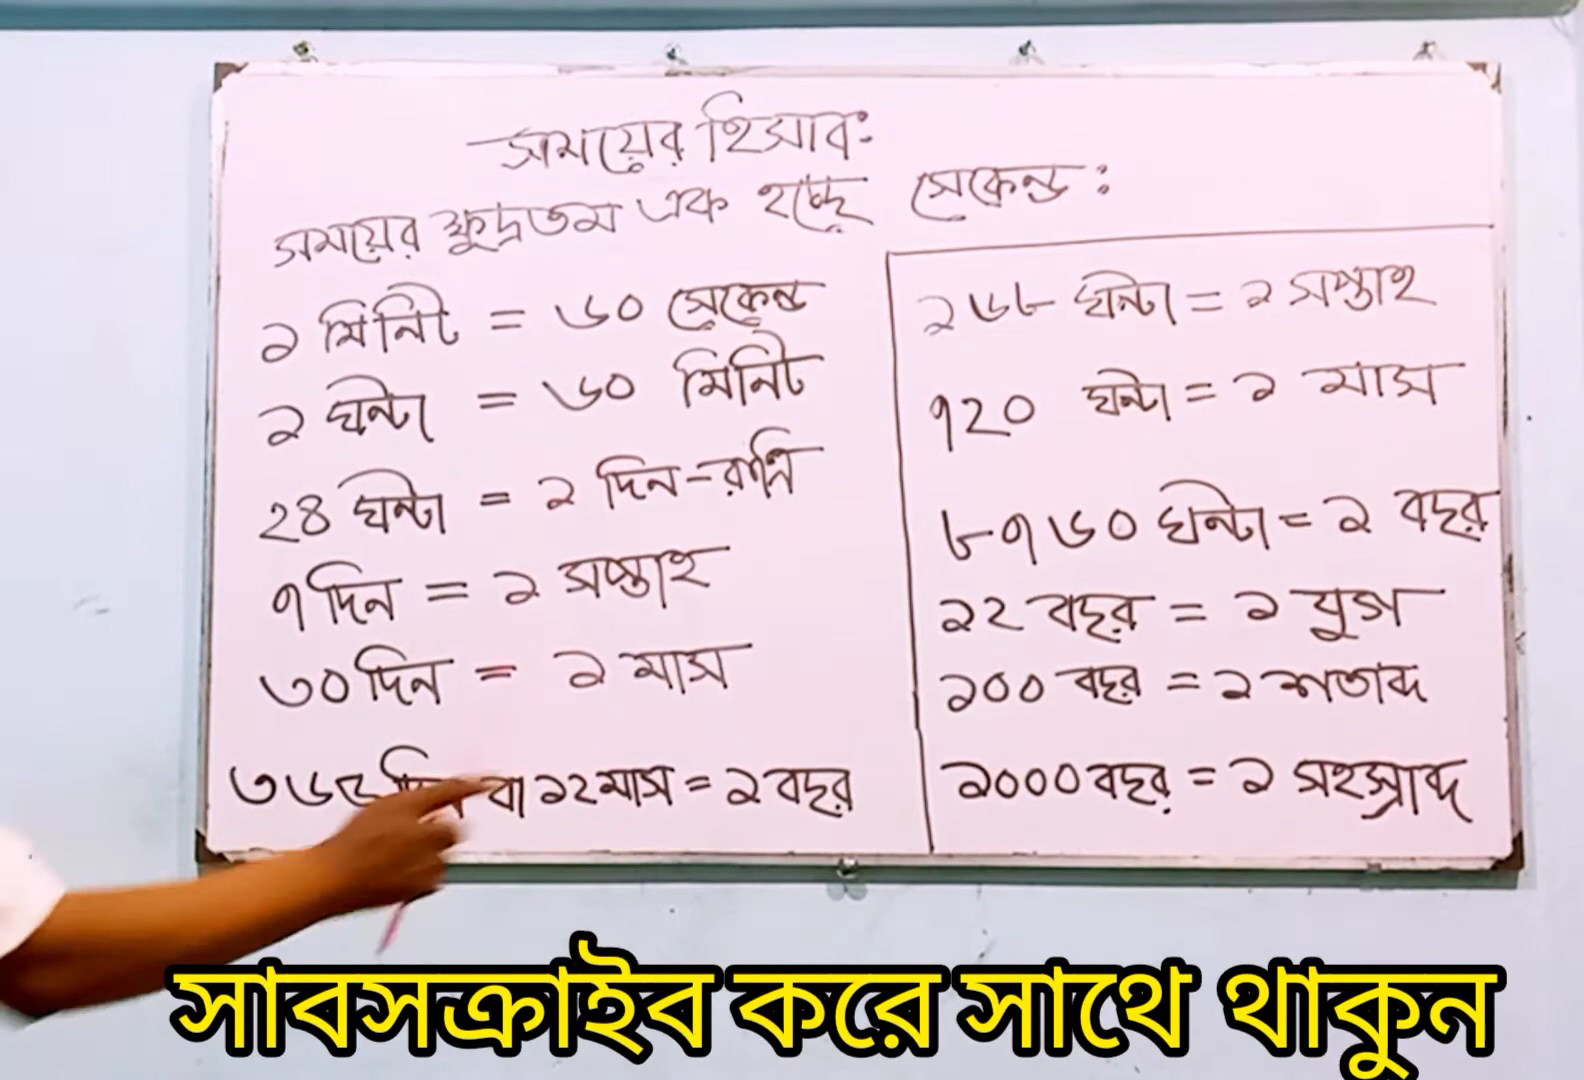 সময়ের হিসাব:
সময়ের ক্ষুদ্রতম একক হচ্ছে সেকেন্ড :
১ মিনিট = ৬০ সেকেন্ড
১ ঘন্টা = ৬০ মিনিট
২৪ ঘন্টা = ১ দিন-রাত্রি
৭ দিন = ১ সপ্তাহ
৩০ দিন = ১ মাস
৩৬৫ দিন বা ১২ মাস = ১ বছর
১৬৮ ঘন্টা = ১ সপ্তাহ
৭২০ ঘন্টা = ১ মাস
৮৭৬০ ঘন্টা = ১ বছর
১২ বছর = ১ যুগ
১০০ বছর = ১ শতাব্দ
১০০০ বছর = ১ সহস্রাব্দ
সাবসক্রাইব করে সাথে থাকুন